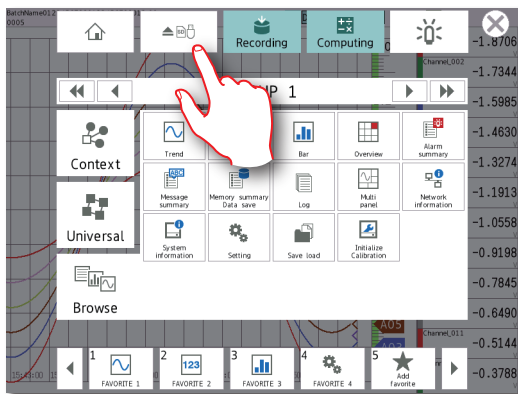 BatchName012
0005
SD
Recording
Computing
-1.8706
Channel_002
-1.7344
1
-1.5985
Context
Universal
Browse
Trend
Bar
Overview
Alarm
summary
-1.4630
ABC
Message
summary
Memory summary
Data save
Log
Multi
panel
Network
information
-1.3274
-1.1913
System
information
Setting
Save load
Initialize
Calibration
-1.0558
-0.9198
-0.7845
-0.6490
A05
Channel_011
-0.5144
1
FAVORITE 1
2
123
FAVORITE 2
3
FAVORITE 3
4
FAVORITE 4
5
Add
favorite
-0.3788